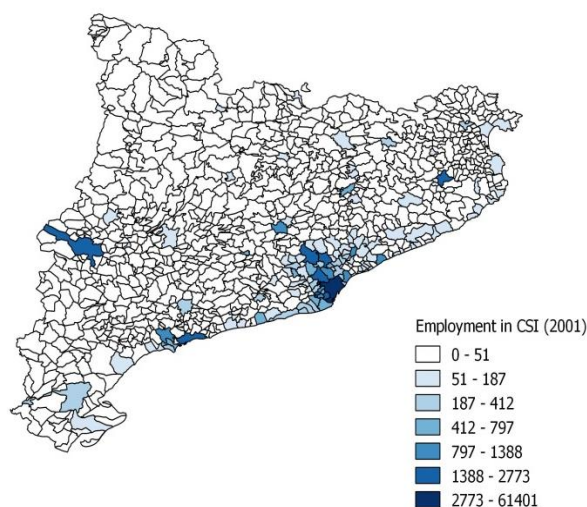 Employment in CSI (2001)
0 - 51
51 - 187
187 - 412
412 - 797
797 - 1388
1388 - 2773
2773 - 61401